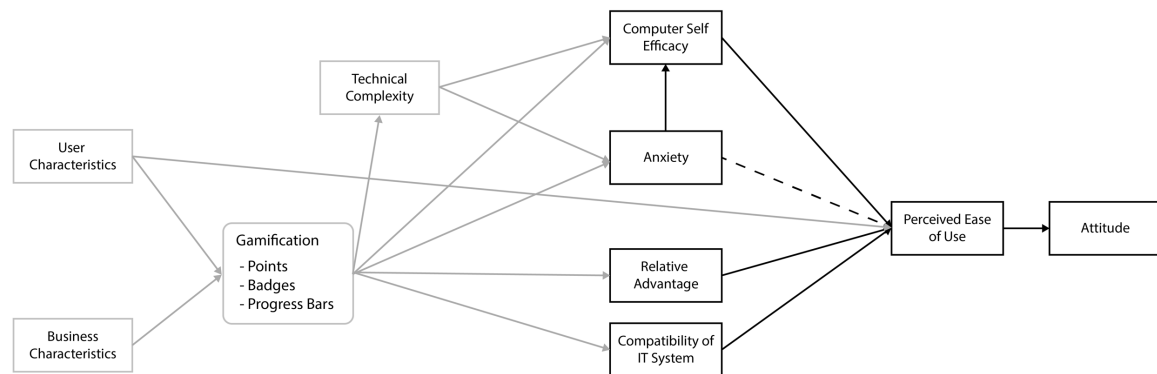 Computer Self
Efficacy
Technical
Complexity
User
Characteristics
Anxiety
Gamification
- Points
- Badges
- Progress Bars
Perceived Ease
of Use
Attitude
Relative
Advantage
Business
Characteristics
Compatibility of
IT System